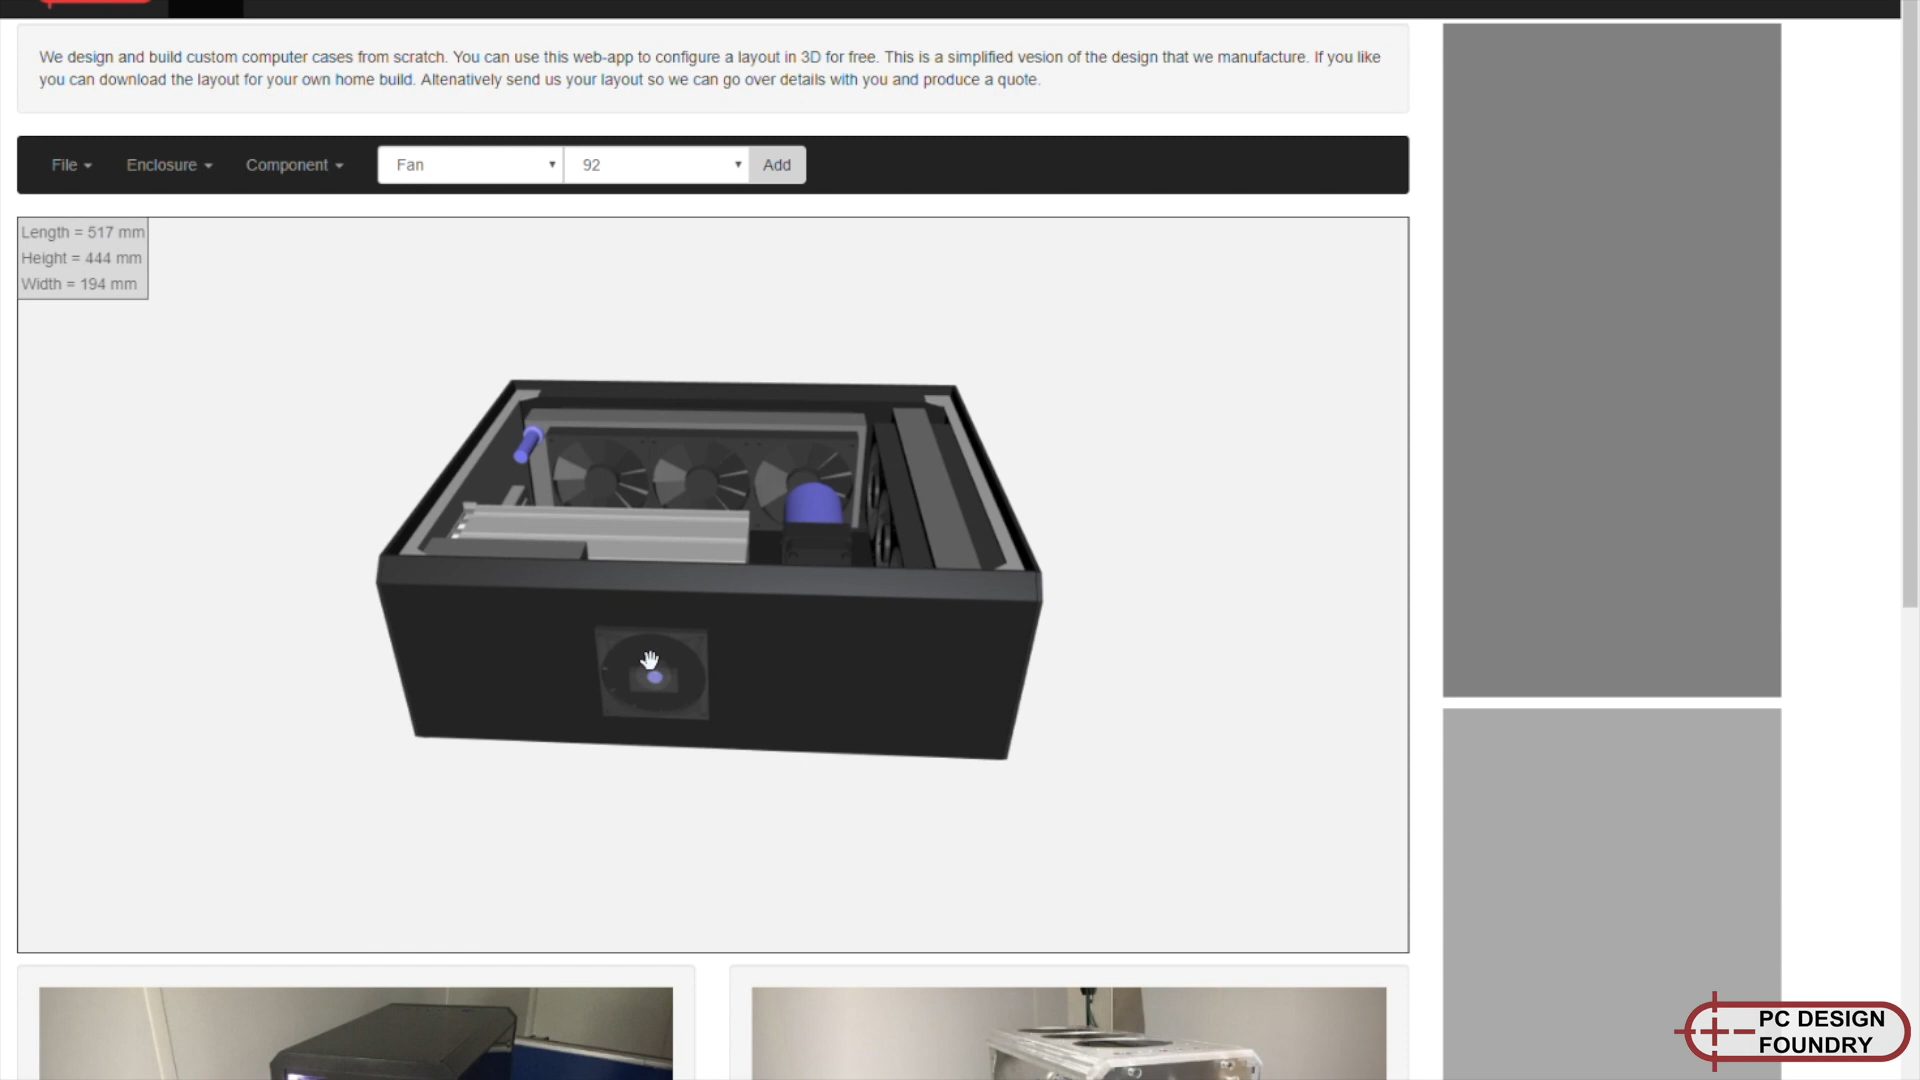 We design and build custom computer cases from scratch. You can use this web-app to configure a layout in 3D for free. This is a simplified vesion of the design that we manufacture. If you like
you can download the layout for your own home build. Altenatively send us your layout so we can go over details with you and produce a quote.
File Enclosure Component Fan 92 Add
Length = 517 mm
Height = 444 mm
Width = 194 mm
PC DESIGN
FOUNDRY